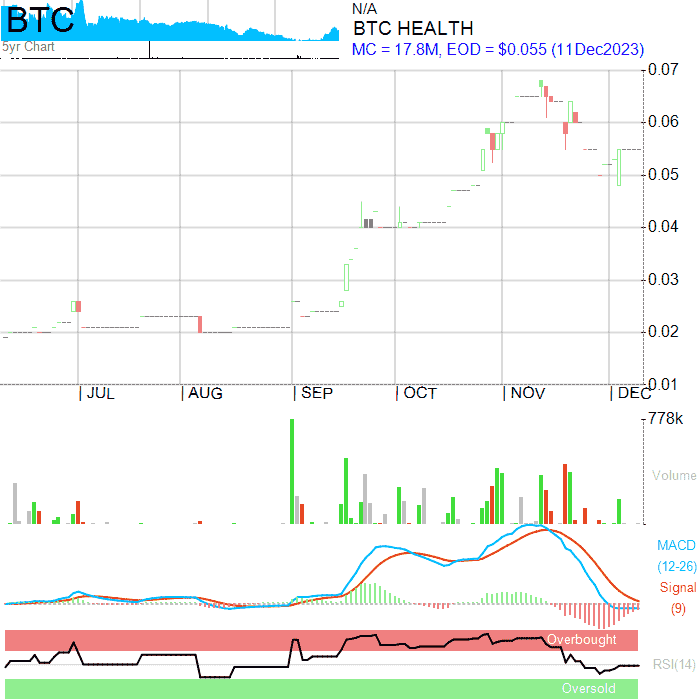 BTC
5yr Chart
N/A
BTC HEALTH
MC = 17.8M, EOD = $0.055 (11Dec2023)
0.07
0.06
0.05
0.04
0.03
0.02
0.01
JUL AUG SEP OCT NOV DEC
778k
Volume
MACD
(12-26)
Signal
(9)
Overbought
RSI(14)
Oversold